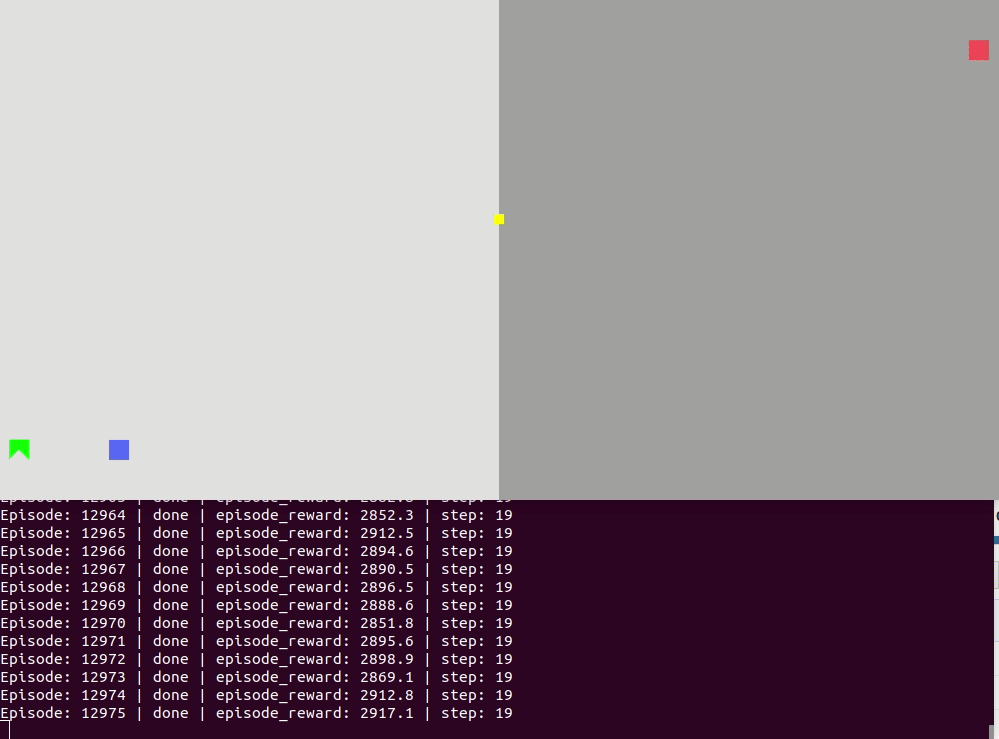 Episode: 12964 | done | episode_reward: 2852.3 | step: 19
Episode: 12965 | done | episode_reward: 2912.5 | step: 19
Episode: 12966 | done | episode_reward: 2894.6 | step: 19
Episode: 12967 | done | episode_reward: 2890.5 | step: 19
Episode: 12968 | done | episode_reward: 2896.5 | step: 19
Episode: 12969 | done | episode_reward: 2888.6 | step: 19
Episode: 12970 | done | episode_reward: 2851.8 | step: 19
Episode: 12971 | done | episode_reward: 2895.6 | step: 19
Episode: 12972 | done | episode_reward: 2898.9 | step: 19
Episode: 12973 | done | episode_reward: 2869.1 | step: 19
Episode: 12974 | done | episode_reward: 2912.8 | step: 19
Episode: 12975 | done | episode_reward: 2917.1 | step: 19